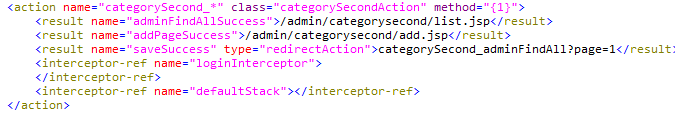 <action name="categorySecond_*" class="categorySecondAction" method="{1}">
<result name="adminFindAllSuccess">/admin/categorysecond/list.jsp</result>
<result name="addPageSuccess">/admin/categorysecond/add.jsp</result>
<result name="saveSuccess" type="redirectAction">categorySecond_adminFindAll?page=1</result>
<interceptor-ref name="loginInterceptor">
</interceptor-ref>
<interceptor-ref name="defaultStack"></interceptor-ref>
</action>